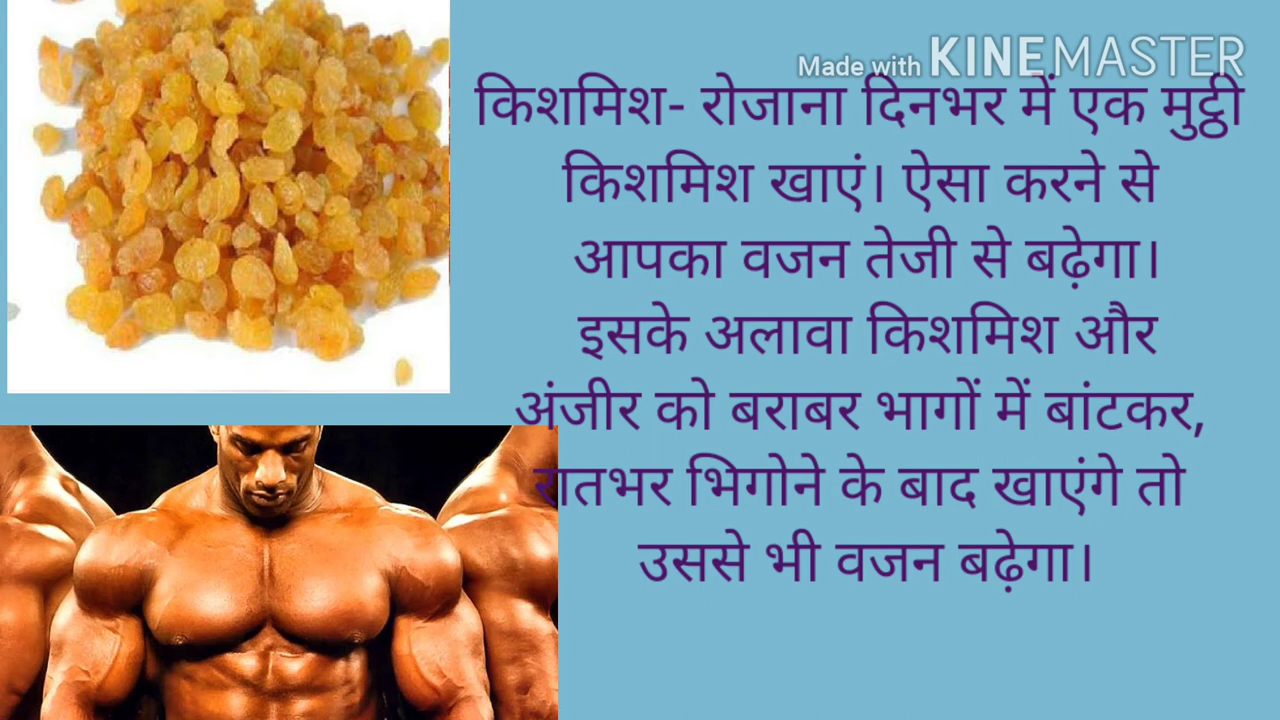 Made with KINEMASTER
किशमिश- रोजाना दिनभर में एक मुट्ठी
किशमिश खाएं। ऐसा करने से
आपका वजन तेजी से बढ़ेगा।
इसके अलावा किशमिश और
अंजीर को बराबर भागों में बांटकर,
रातभर भिगोने के बाद खाएंगे तो
उससे भी वजन बढ़ेगा।